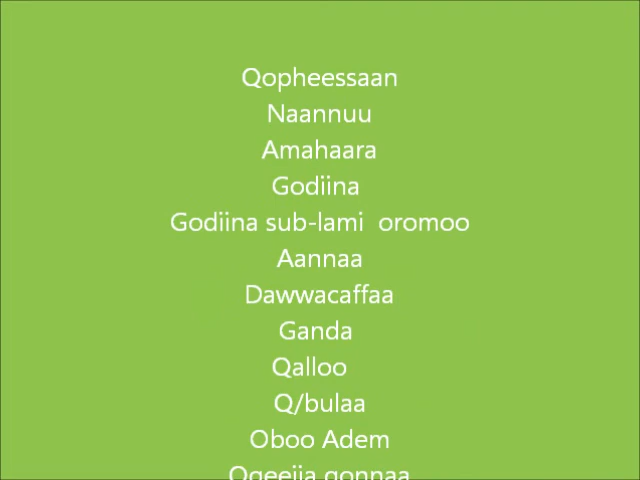 Qopheessaan
Naannuu
Amahaara
Godiina
Godiina sub-lami oromoo
Aannaa
Dawwacaffaa
Ganda
Qalloo
Q/bulaa
Oboo Adem